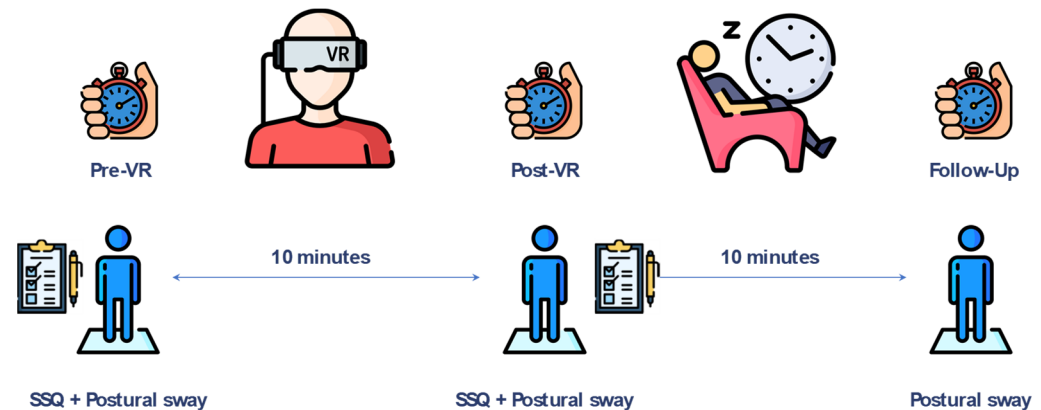 VR
Z
Pre-VR
Post-VR
Follow-Up
10 minutes
10 minutes
SSQ + Postural sway
SSQ + Postural sway
Postural sway